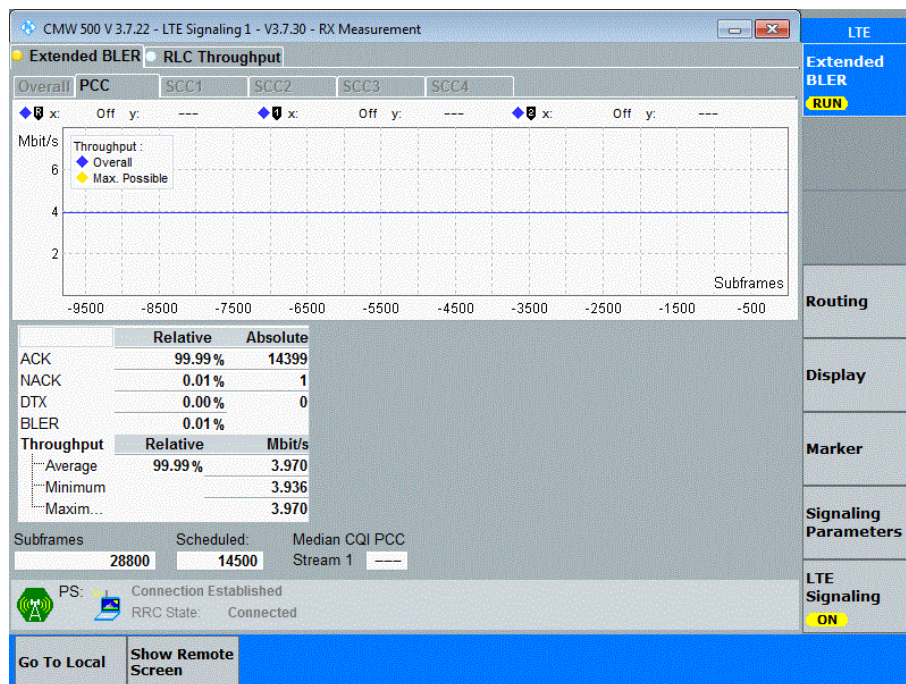 CMW 500 V 3.7.22 - LTE Signaling 1 - V3.7.30 - RX Measurement
LTE
Extended BLER RLC Throughput
Extended
BLER
RUN
Overall PCC SCC1 SCC2 SCC3 SCC4
R x: Off y: --- 1 x: Off y: --- 2 x: Off y: ---
Mbit/s
Throughput :
Overall
Max. Possible
6
4
2
Subframes
-9500 -8500 -7500 -6500 -5500 -4500 -3500 -2500 -1500 -500
Routing
Relative Absolute
ACK 99.99 % 14399
NACK 0.01 % 1
DTX 0.00 % 0
BLER 0.01 %
Display
Throughput Relative Mbit/s
Average 99.99 % 3.970
Minimum 3.936
Maxim... 3.970
Marker
Signaling
Parameters
Subframes Scheduled: Median CQI PCC
28800 14500 Stream 1 ---
LTE
Signaling
ON
PS: Connection Established
RRC State: Connected
Go To Local
Show Remote
Screen